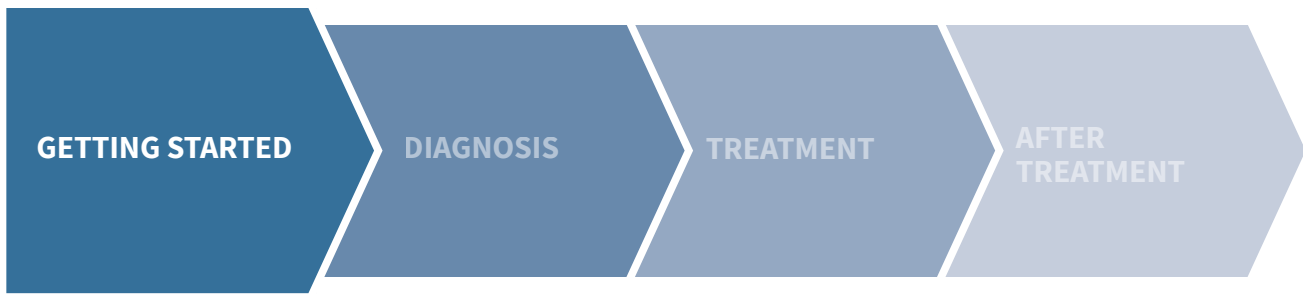 GETTING STARTED
DIAGNOSIS
TREATMENT
AFTER
TREATMENT